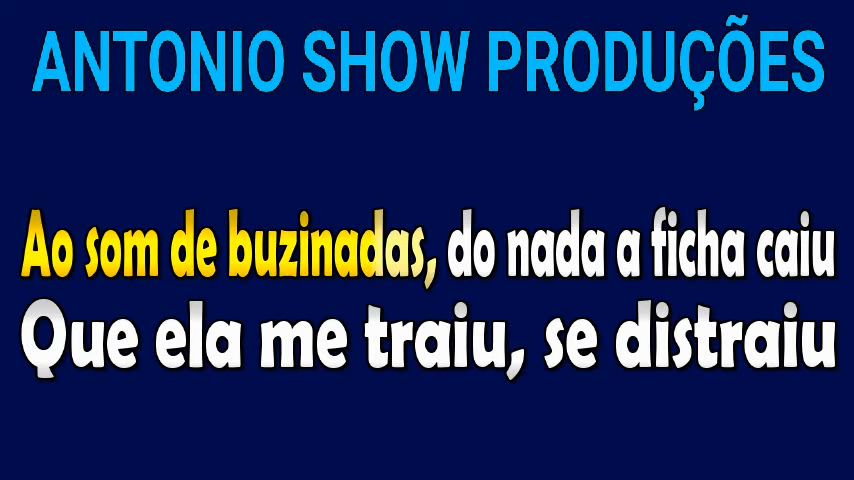 ANTONIO SHOW PRODUÇÕES
Ao som de buzinadas, do nada a ficha caiu
Que ela me traiu, se distraiu